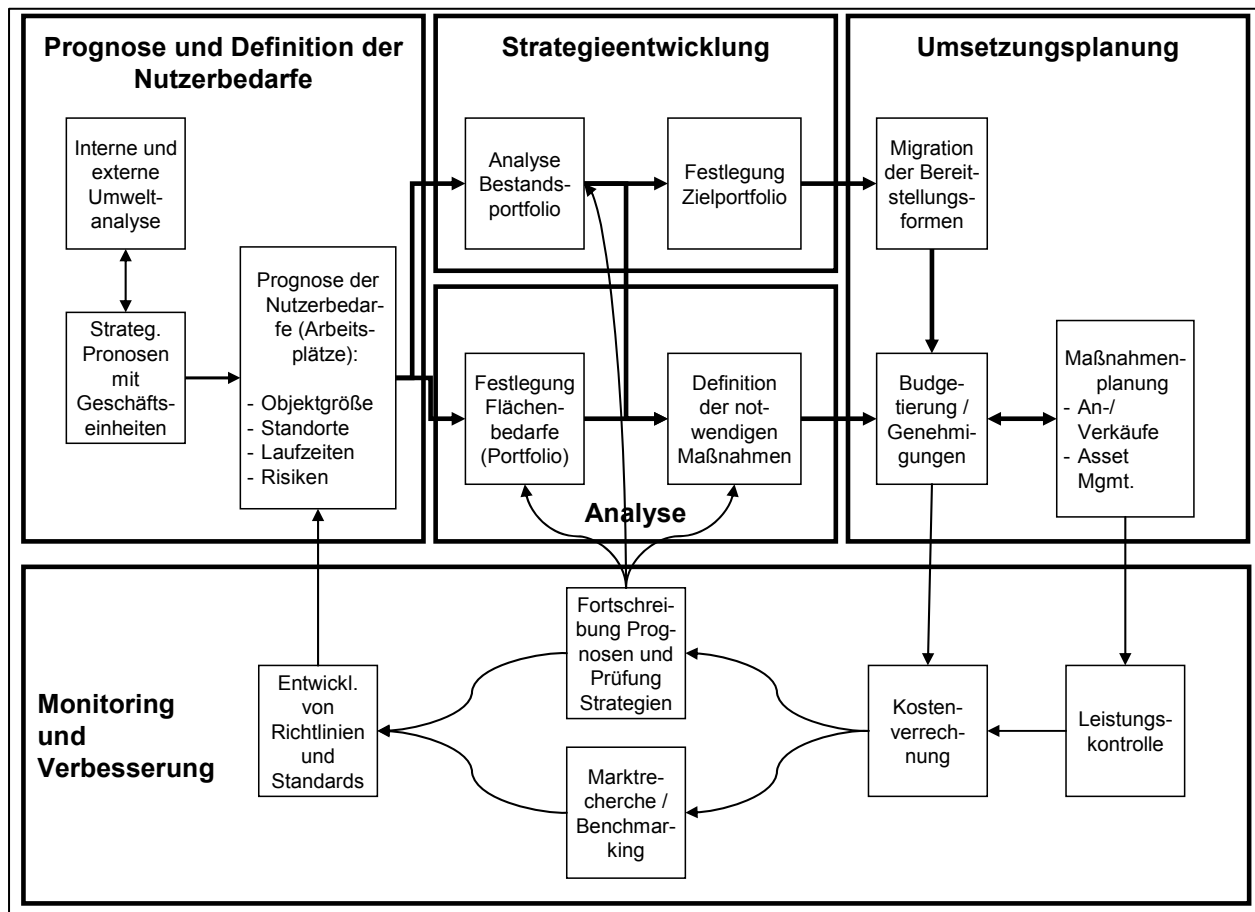 Prognose und Definition der
Nutzerbedarfe
Interne und
externe
Umwelt-
analyse
Strateg.
Pronosen
mit
Geschäfts-
einheiten
Prognose der
Nutzerbedar-
fe (Arbeits-
plätze):
- Objektgröße
- Standorte
- Laufzeiten
- Risiken
Strategieentwicklung
Analyse
Bestands-
portfolio
Festlegung
Zielportfolio
Festlegung
Flächen-
bedarfe
(Portfolio)
Definition
der not-
wendigen
Maßnahmen
Analyse
Umsetzungsplanung
Migration
der Bereit-
stellungs-
formen
Budge-
tierung /
Genehmi-
gungen
Maßnahmen-
planung
- An-/
Verkäufe
- Asset
Mgmt.
Monitoring
und
Verbesserung
Entwickl.
von
Richtlinien
und
Standards
Fortschrei-
bung Prog-
nosen und
Prüfung
Strategien
Marktre-
cherche /
Benchmar-
king
Kosten-
verrech-
nung
Leistungs-
kontrolle